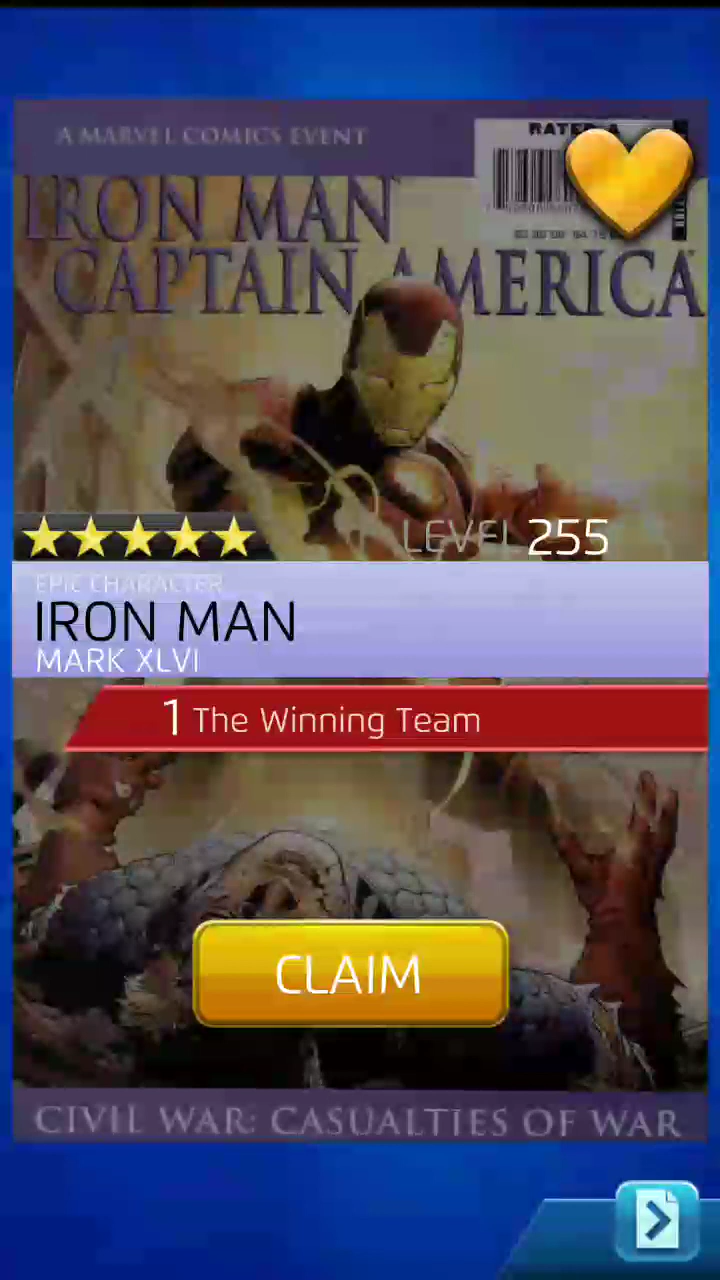 A MARVEL COMICS EVENT
IRON MAN
CAPTAIN AMERICA
LEVEL 255
EPIC CHARACTER
IRON MAN
MARK XLVI
1 The Winning Team
CLAIM
CIVIL WAR: CASUALTIES OF WAR